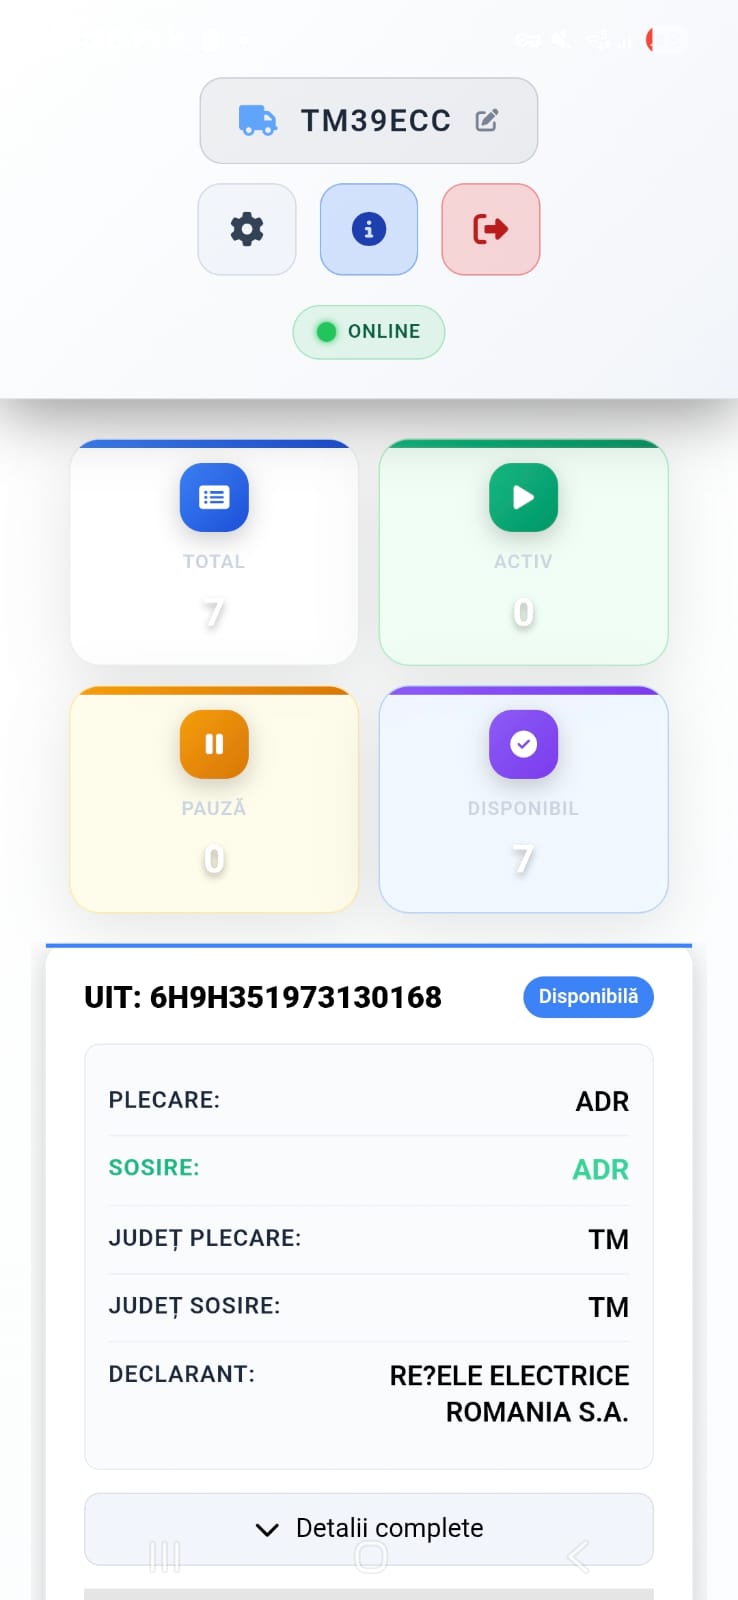 TM39ECC
ONLINE
TOTAL
7
ACTIV
0
PAUZĂ
0
DISPONIBIL
7
UIT: 6H9H351973130168
Disponibilă
PLECARE:
ADR
SOSIRE:
ADR
JUDEȚ PLECARE:
TM
JUDEȚ SOSIRE:
TM
DECLARANT:
RE?ELE ELECTRICE
ROMANIA S.A.
Detalii complete